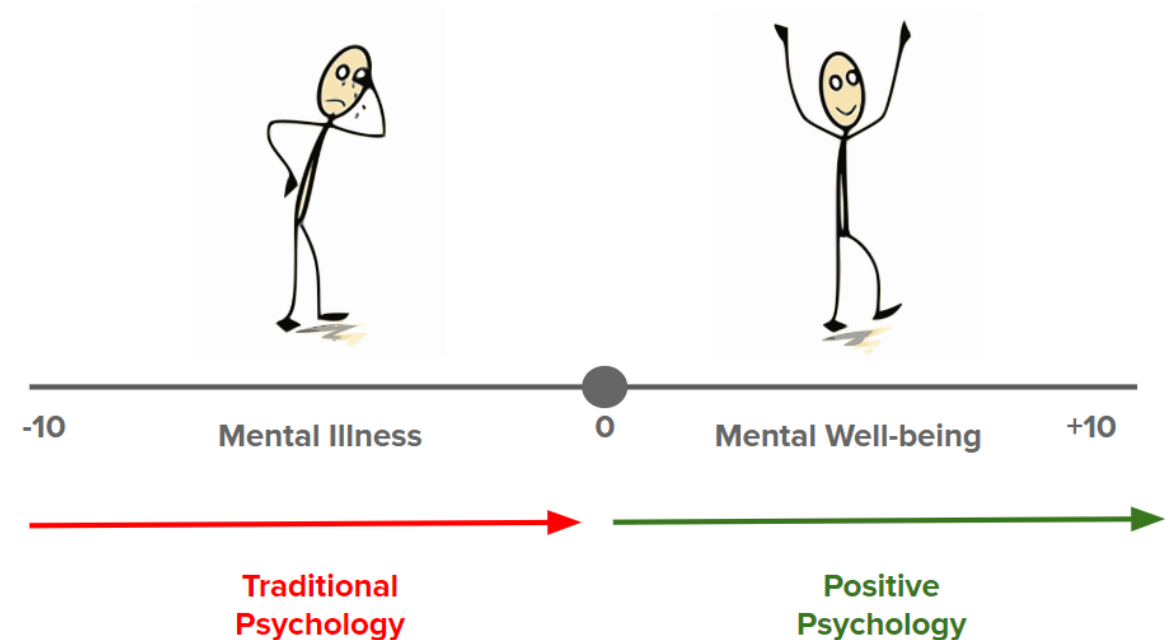 -10
Mental Illness
0
Mental Well-being
+10
Traditional
Psychology
Positive
Psychology